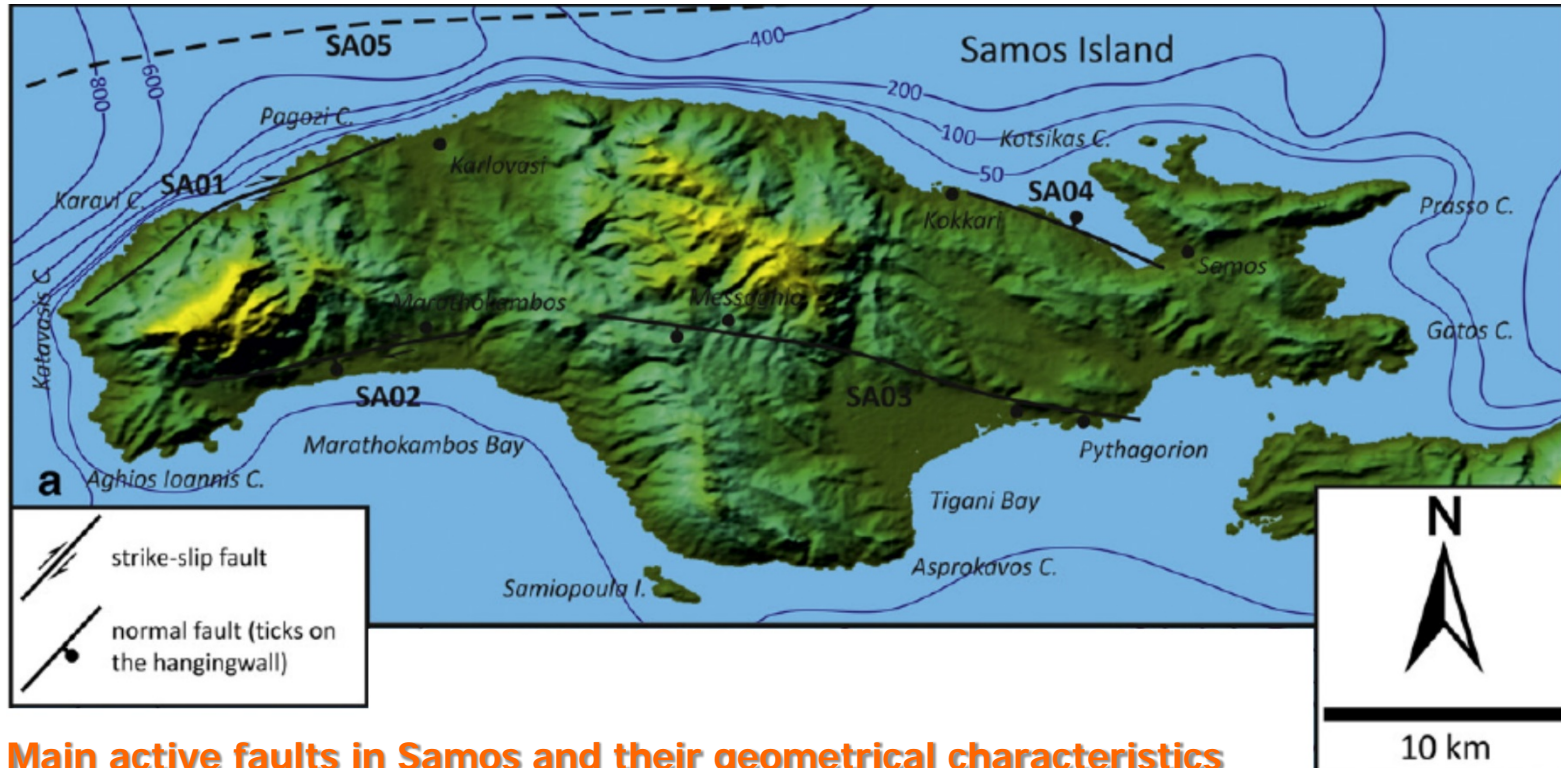 SA05
400
Samos Island
800
600
200
Pagozi C.
100
Kotsikas C.
Karlovasi
50
SA01
SA04
Karavi C.
Prasso C.
Kokkari
Samos
Katavasis C.
Marathokambos
Messoghia
Gatos C.
SA02
SA03
Marathokambos Bay
Pythagorion
a
Aghios Ioannis C.
Tigani Bay
N
strike-slip fault
Asprokavos C.
Samiopoula I.
normal fault (ticks on
the hangingwall)
10 km
Main active faults in Samos and their geometrical characteristics